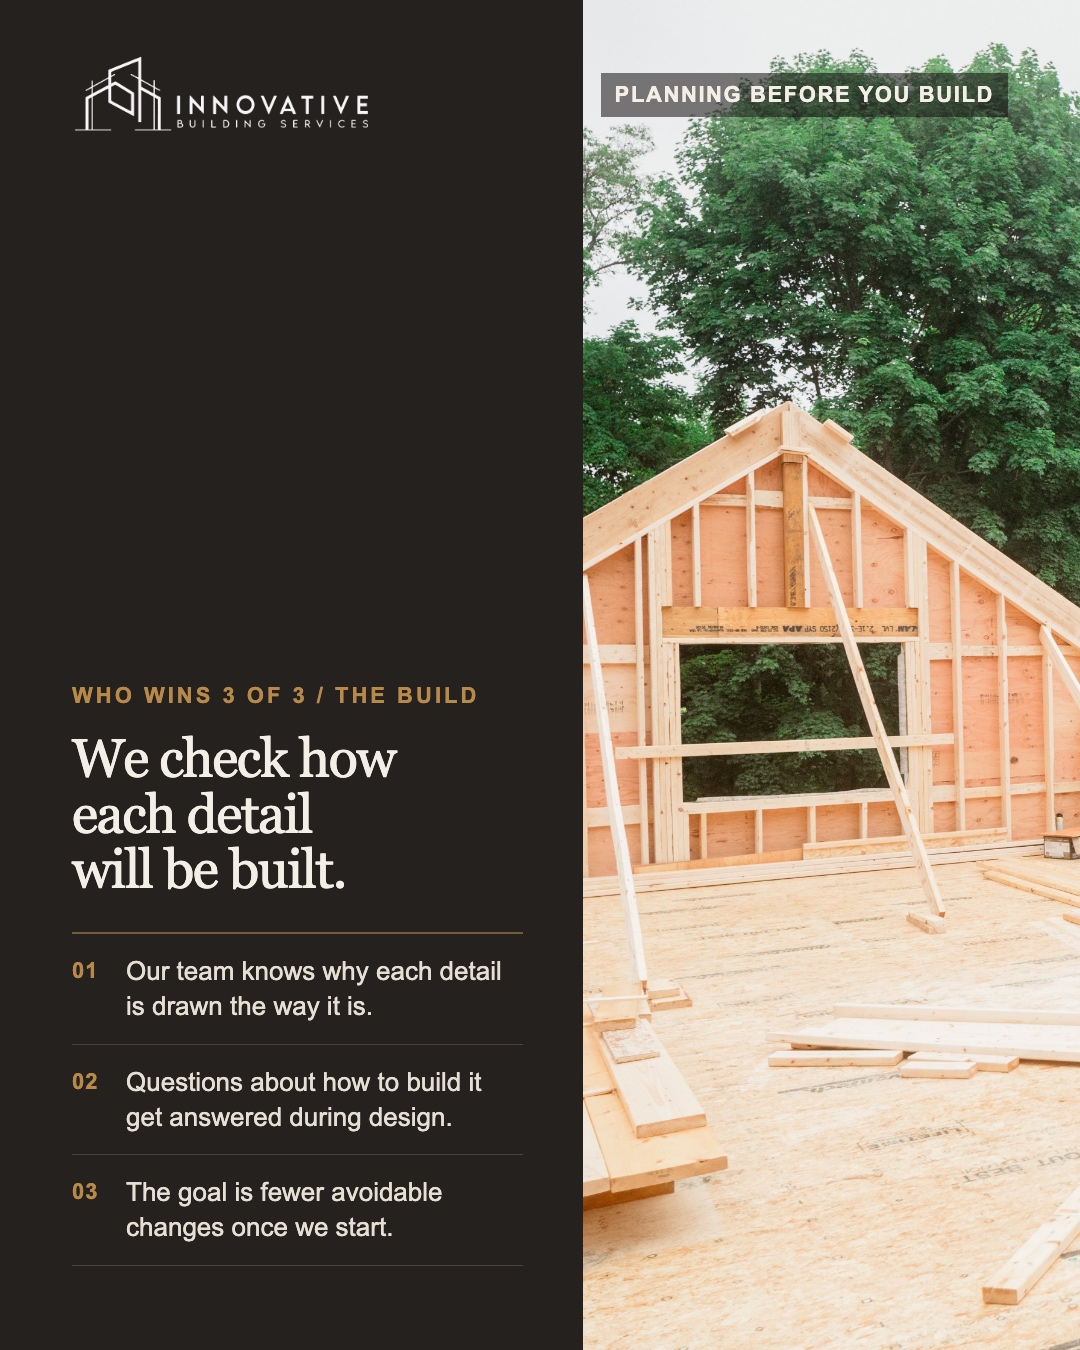 INNOVATIVE
BUILDING SERVICES
PLANNING BEFORE YOU BUILD
WHO WINS 3 OF 3 / THE BUILD
We check how
each detail
will be built.
01 Our team knows why each detail
is drawn the way it is.
02 Questions about how to build it
get answered during design.
03 The goal is fewer avoidable
changes once we start.
APA